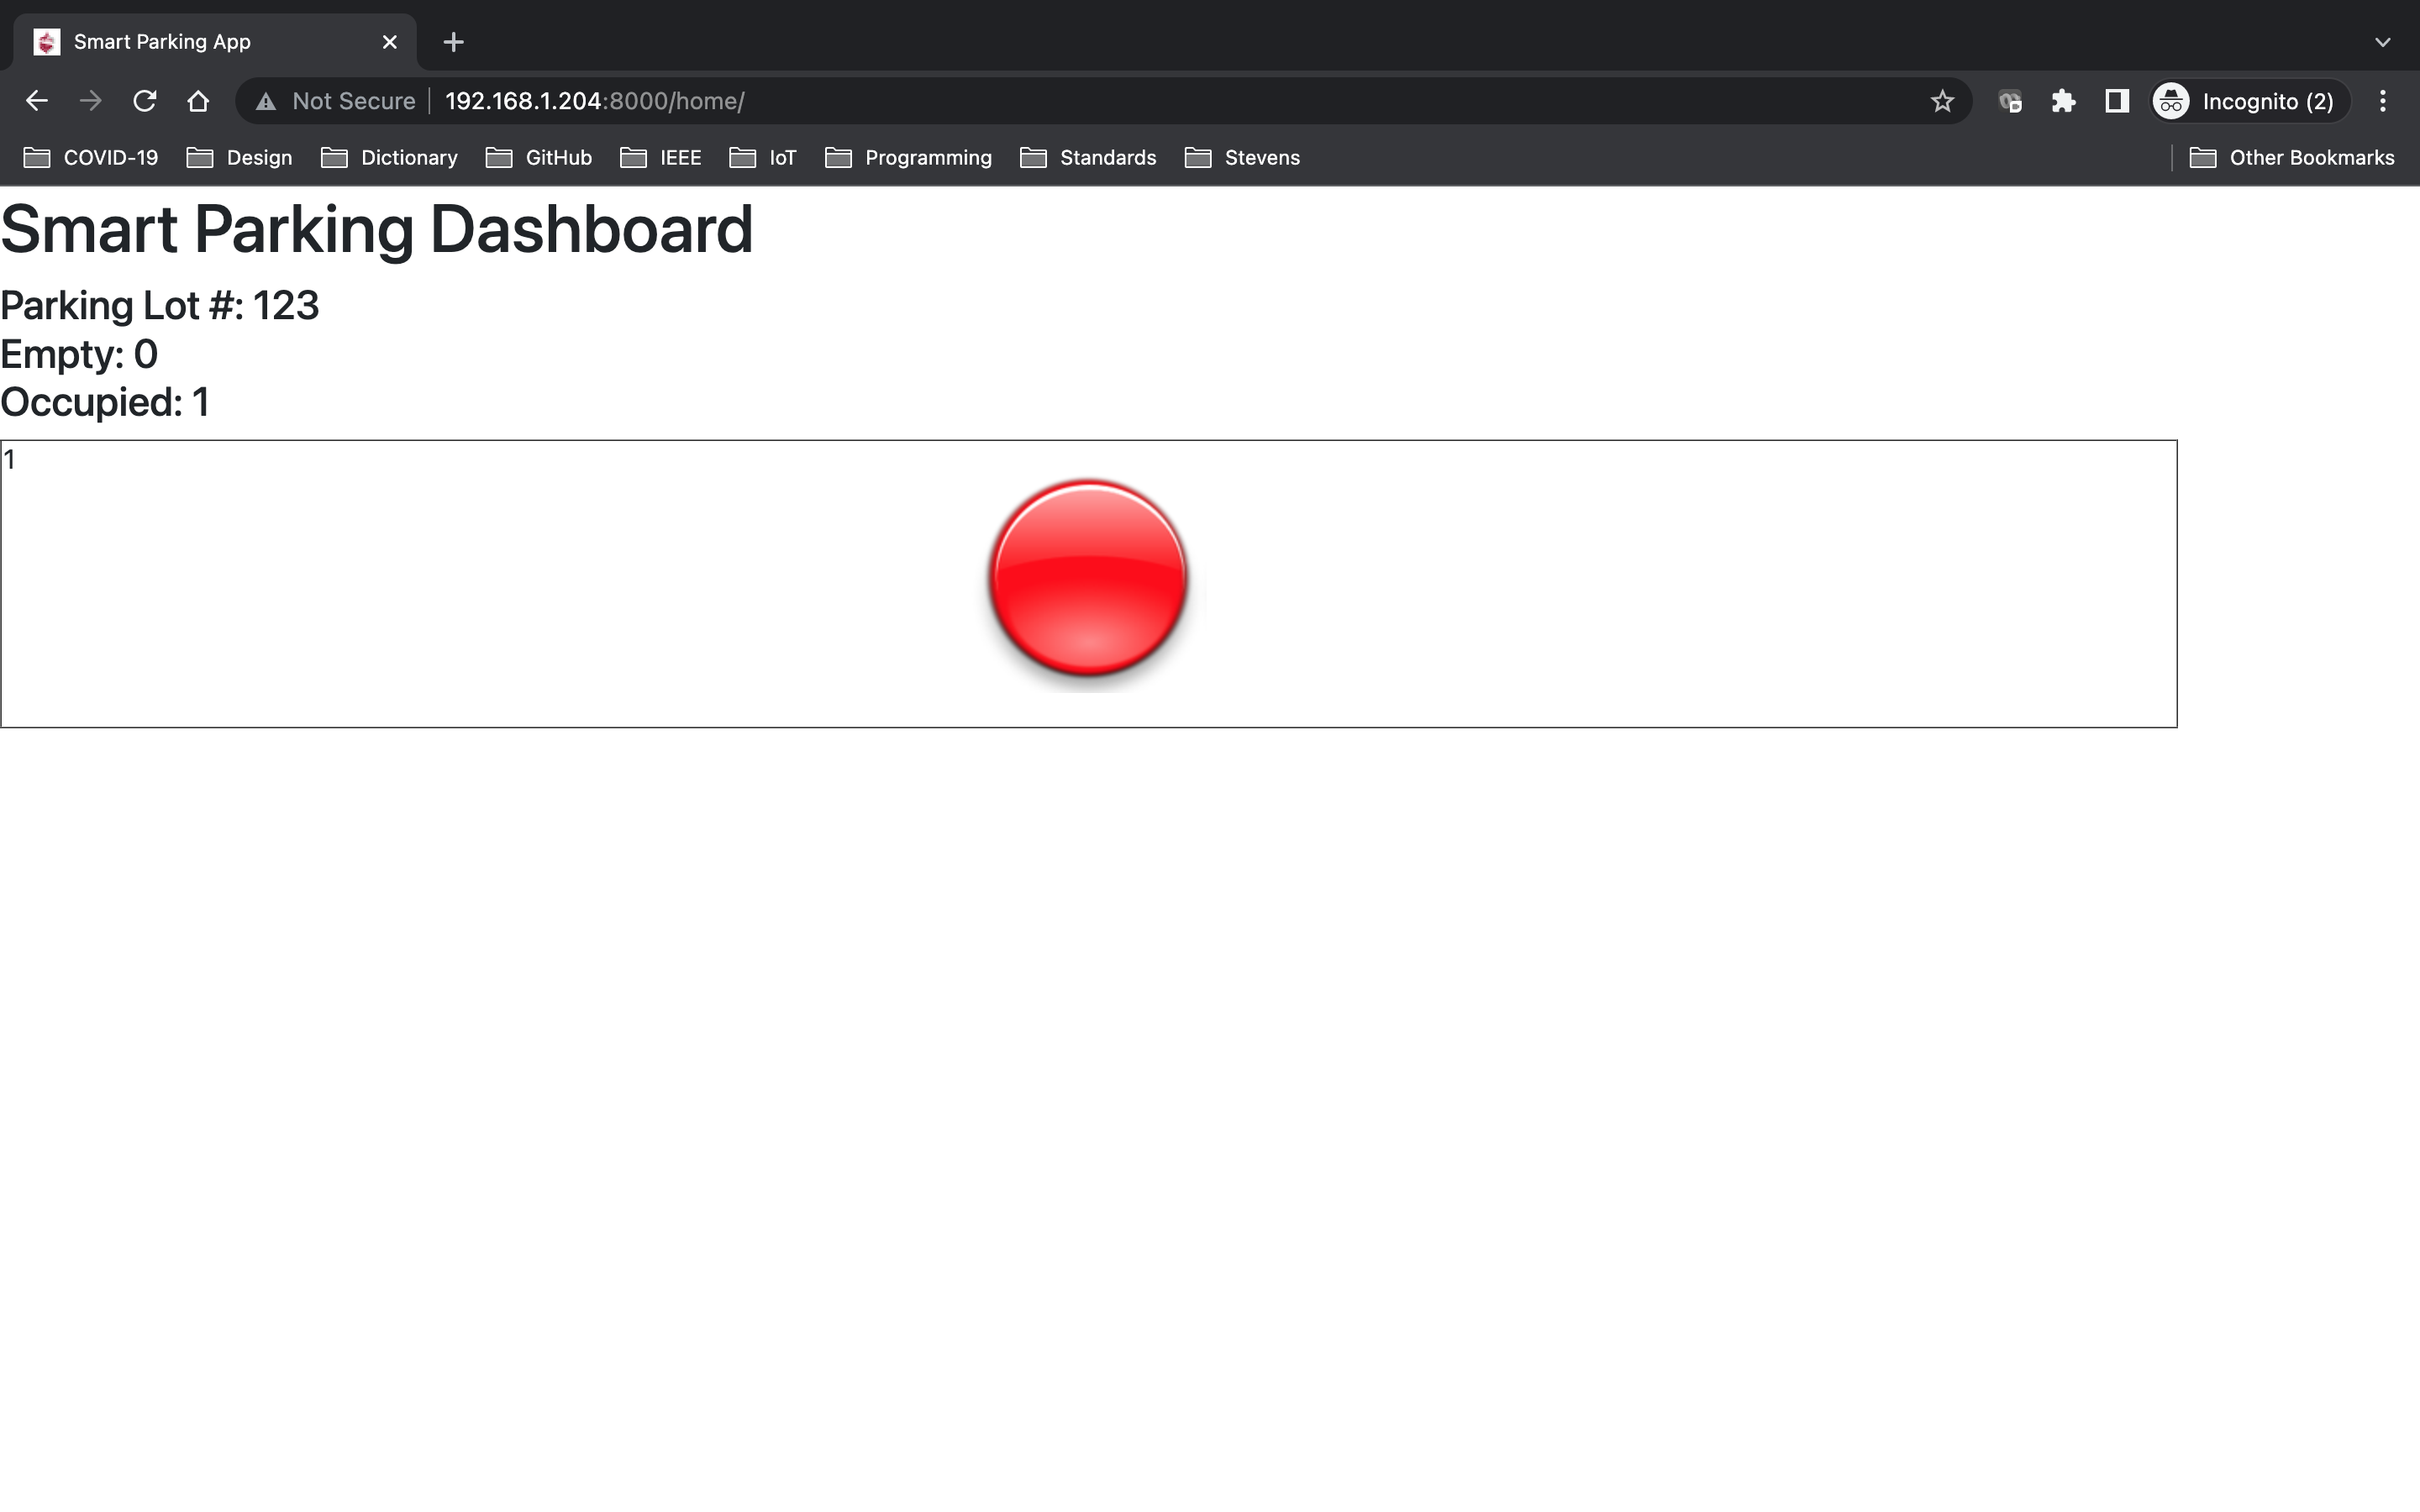 Smart Parking App
Not Secure 192.168.1.204:8000/home/ Incognito (2)
COVID-19 Design Dictionary GitHub IEEE IoT Programming Standards Stevens Other Bookmarks
Smart Parking Dashboard
Parking Lot #: 123
Empty: 0
Occupied: 1
1